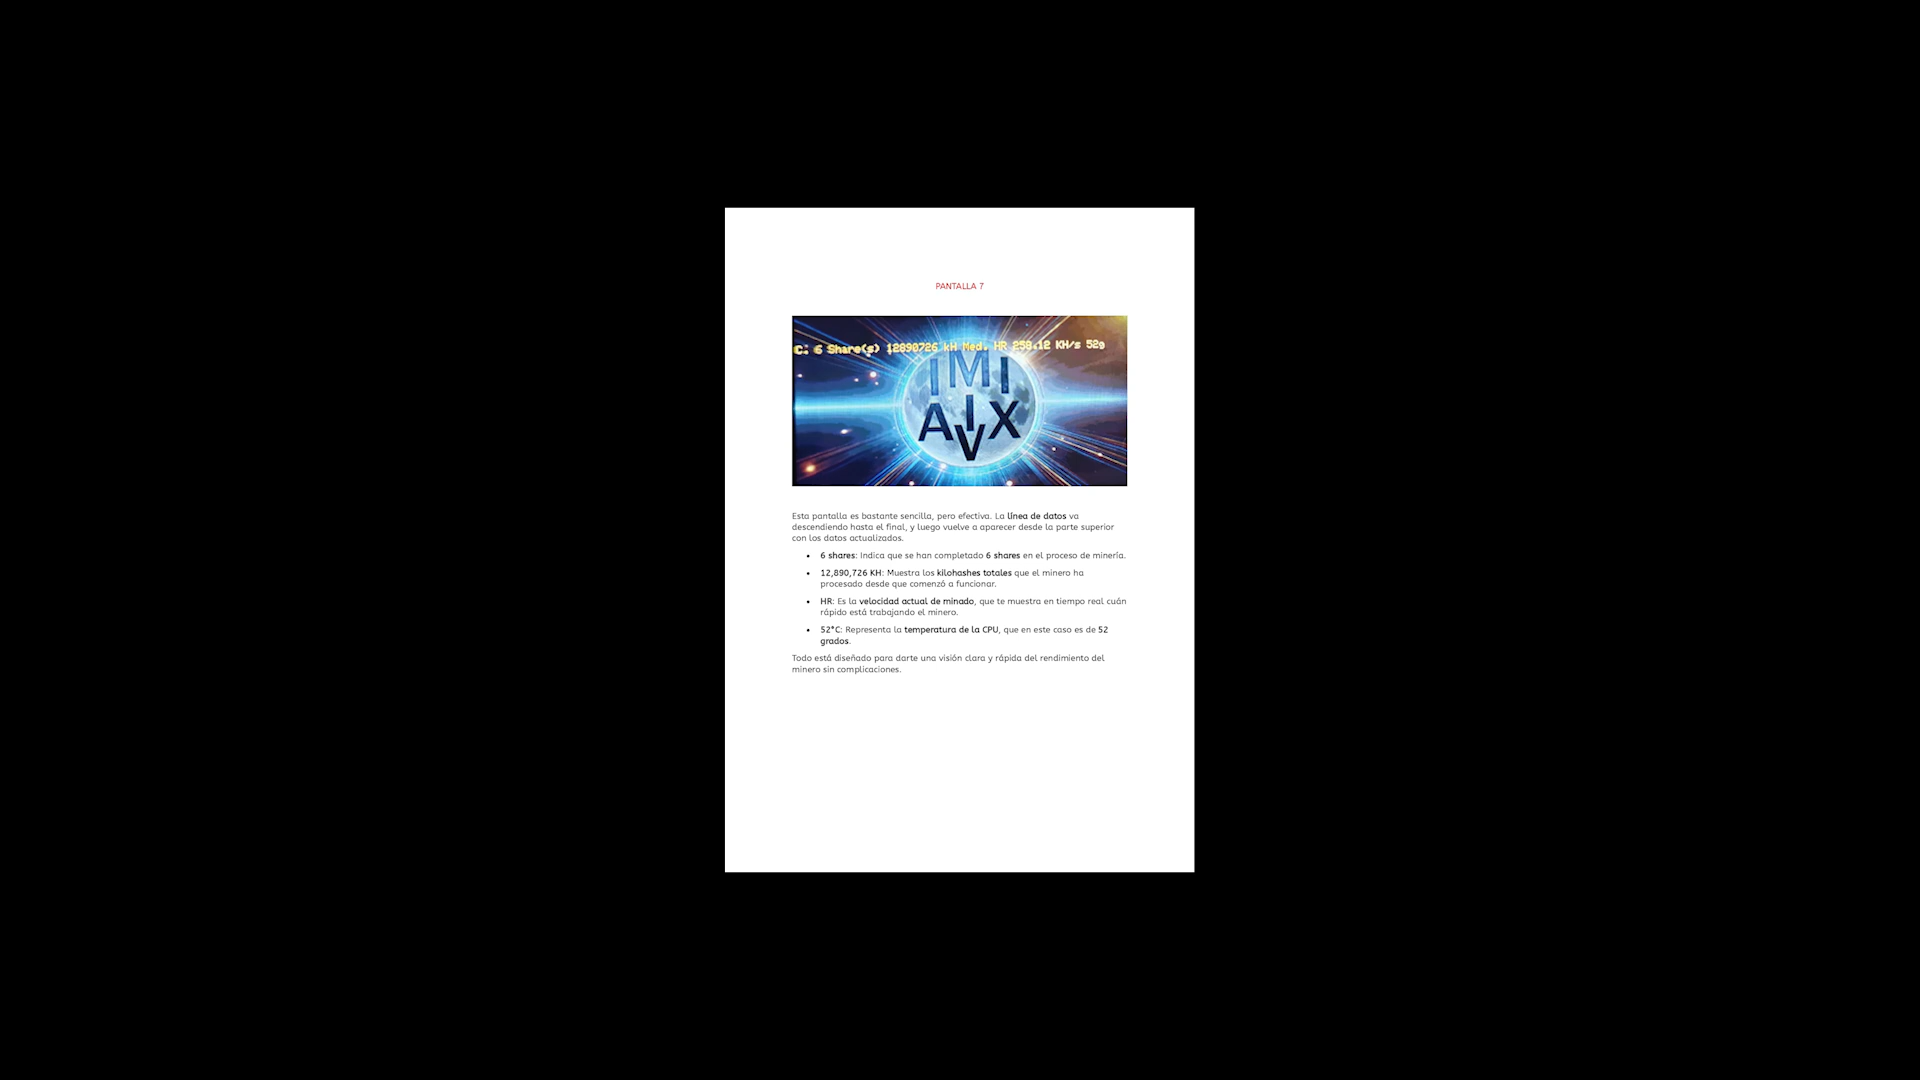 PANTALLA 7
C: 6 Share(s) 12890726 kH Med. HR 258.12 KH/s 52g
IMI
AIX
V
Esta pantalla es bastante sencilla, pero efectiva. La línea de datos va
descendiendo hasta el final, y luego vuelve a aparecer desde la parte superior
con los datos actualizados.
• 6 shares: Indica que se han completado 6 shares en el proceso de minería.
• 12,890,726 KH: Muestra los kilohashes totales que el minero ha
procesado desde que comenzó a funcionar.
• HR: Es la velocidad actual de minado, que te muestra en tiempo real cuán
rápido está trabajando el minero.
• 52°C: Representa la temperatura de la CPU, que en este caso es de 52
grados.
Todo está diseñado para darte una visión clara y rápida del rendimiento del
minero sin complicaciones.